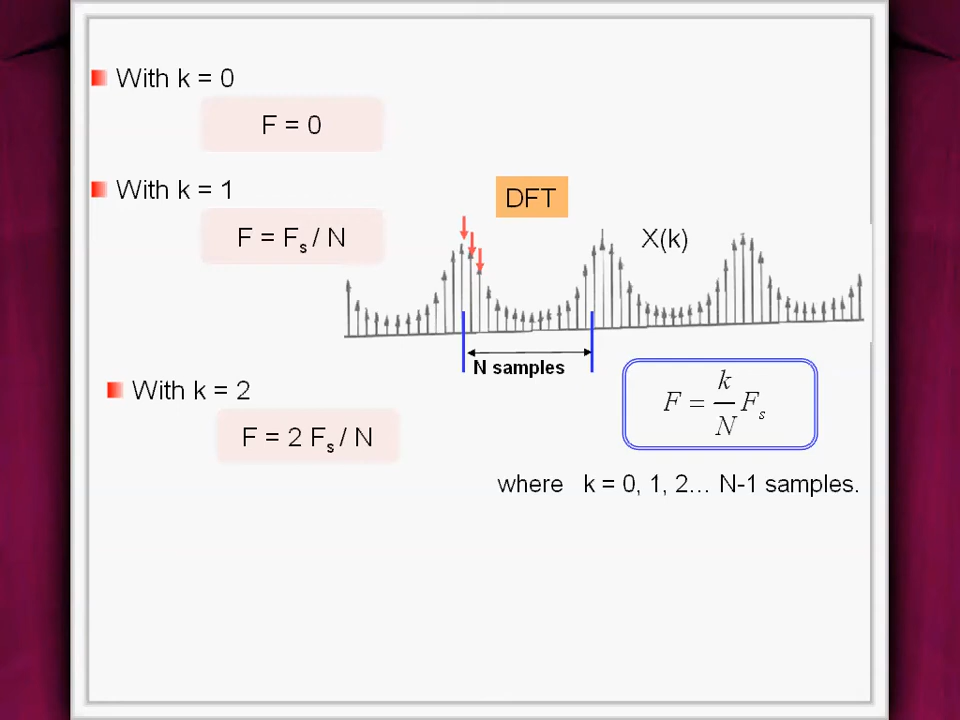 With k = 0
F = 0
With k = 1
F = Fs / N
DFT
X(k)
N samples
With k = 2
F = 2 Fs / N
F = k/N Fs
where k = 0, 1, 2... N-1 samples.